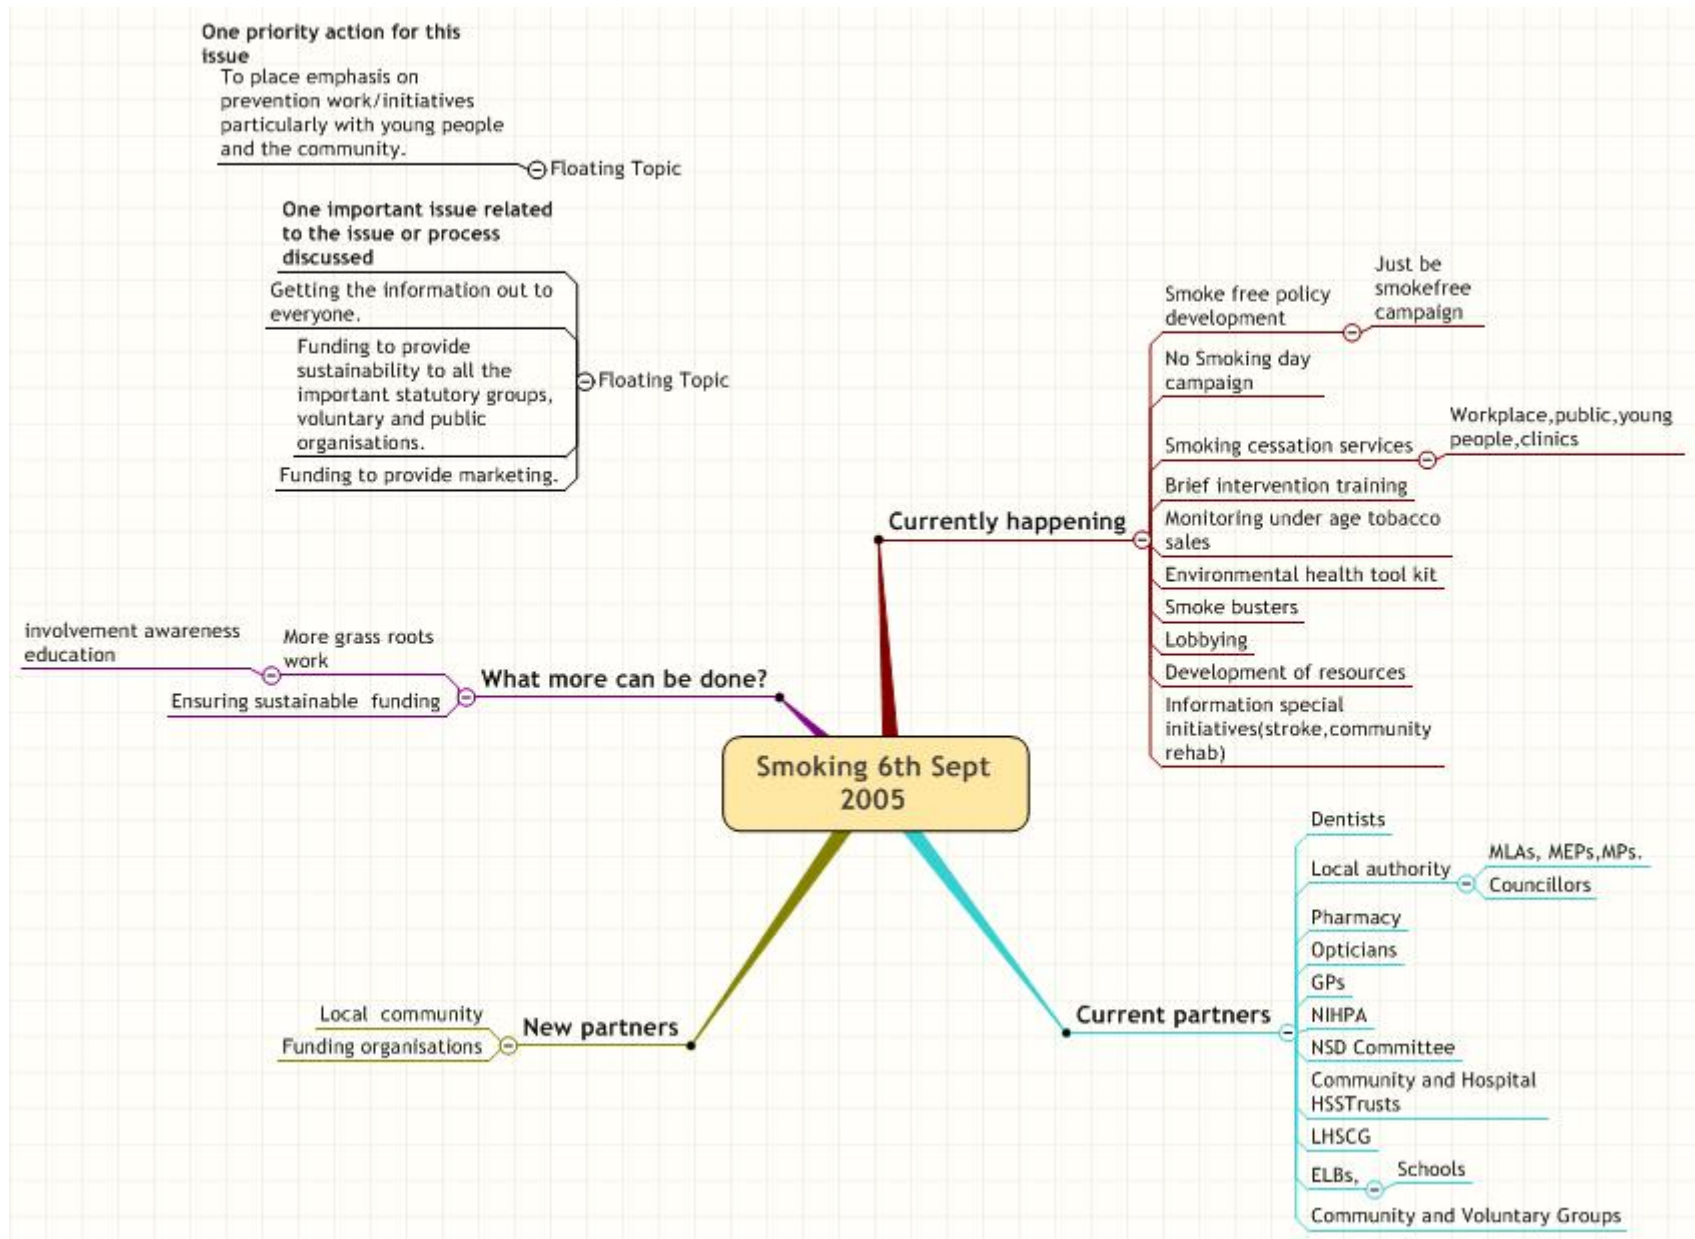 One priority action for this
issue
To place emphasis on
prevention work/initiatives
particularly with young people
and the community.
Floating Topic
One important issue related
to the issue or process
discussed
Getting the information out to
everyone.
Funding to provide
sustainability to all the
important statutory groups,
voluntary and public
organisations.
Funding to provide marketing.
Floating Topic
Currently happening
Smoke free policy
development
Just be
smokefree
campaign
No Smoking day
campaign
Smoking cessation services
Workplace,public,young
people,clinics
Brief intervention training
Monitoring under age tobacco
sales
Environmental health tool kit
Smoke busters
Lobbying
Development of resources
Information special
initiatives(stroke,community
rehab)
What more can be done?
More grass roots
work
involvement awareness
education
Ensuring sustainable  funding
Smoking 6th Sept
2005
New partners
Local  community
Funding organisations
Current partners
Dentists
Local authority
MLAs, MEPs,MPs.
Councillors
Pharmacy
Opticians
GPs
NIHPA
NSD Committee
Community and Hospital
HSSTrusts
LHSCG
ELBs,
Schools
Community and Voluntary Groups